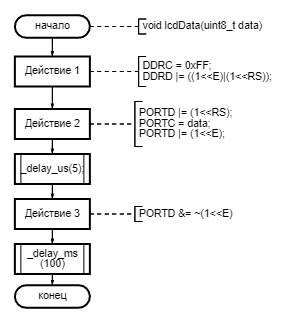 начало
void lcdData(uint8_t data)
Действие 1
DDRC = 0xFF;
DDRD |= ((1<<E)|(1<<RS));
Действие 2
PORTD |= (1<<RS);
PORTC = data;
PORTD |= (1<<E);
_delay_us(5);
Действие 3
PORTD &= ~(1<<E)
_delay_ms
(100)
конец